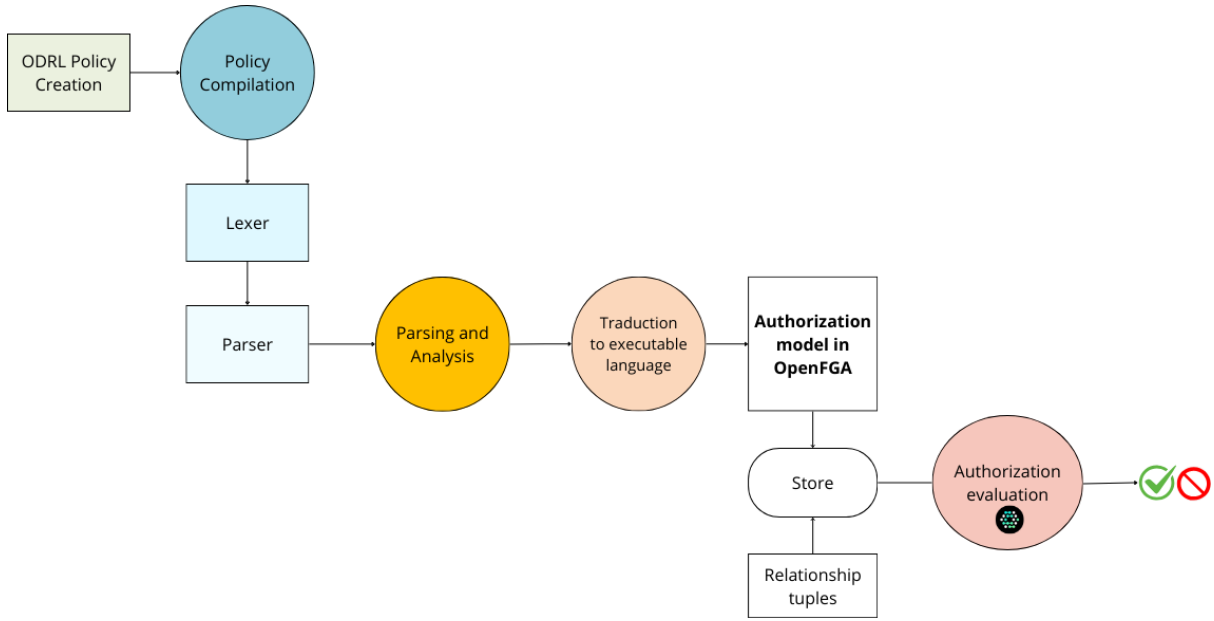 ODRL Policy
Creation
Policy
Compilation
Lexer
Parser
Parsing and
Analysis
Traduction
to executable
language
Authorization
model in
OpenFGA
Store
Authorization
evaluation
Relationship
tuples